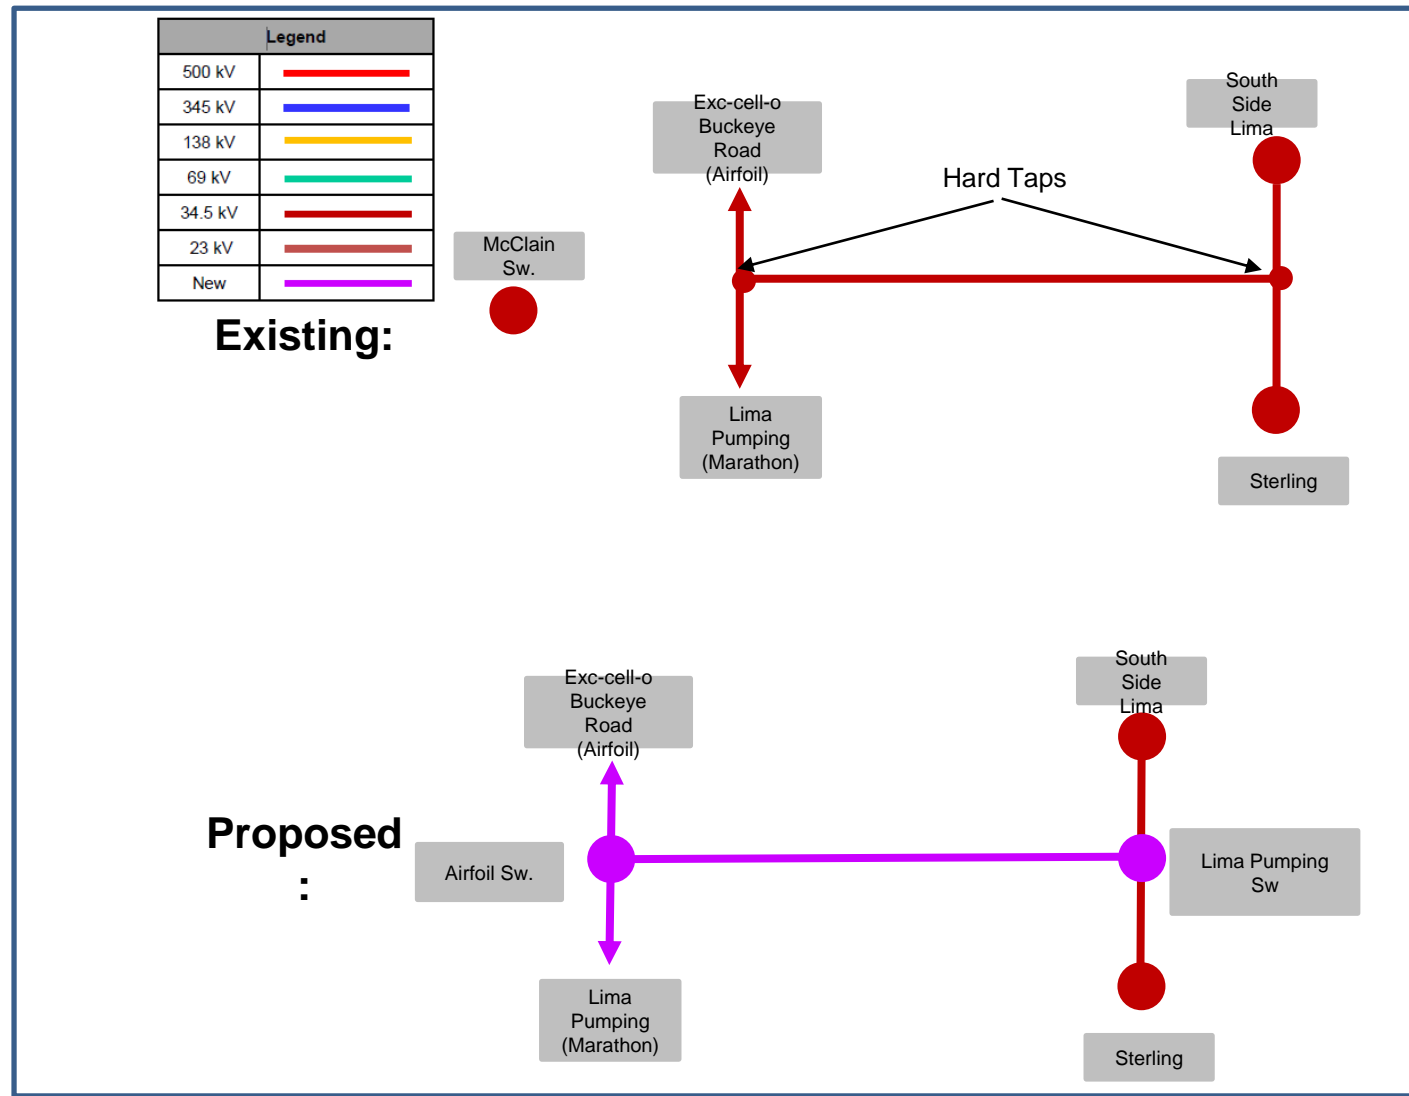 Legend
500 kV
345 kV
138 kV
69 kV
34.5 kV
23 kV
New
Existing:
McClain
Sw.
Exc-cell-o
Buckeye
Road
(Airfoil)
Hard Taps
South
Side
Lima
Lima
Pumping
(Marathon)
Sterling
Proposed
:
Exc-cell-o
Buckeye
Road
(Airfoil)
South
Side
Lima
Airfoil Sw.
Lima Pumping
Sw
Lima
Pumping
(Marathon)
Sterling